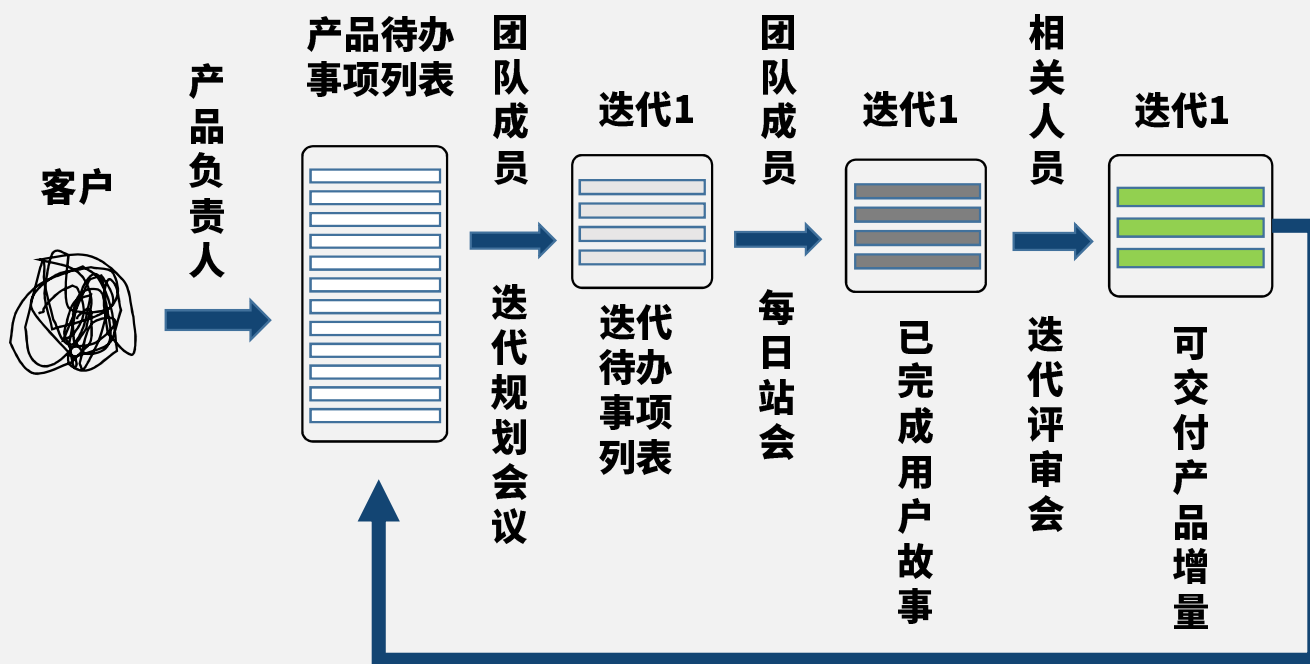 客户
产品负责人
产品待办
事项列表
团队成员
迭代规划会议
迭代1
迭代
待办
事项
列表
团队成员
每日站会
迭代1
已完成用户故事
相关人员
迭代评审会
迭代1
可交付产品增量